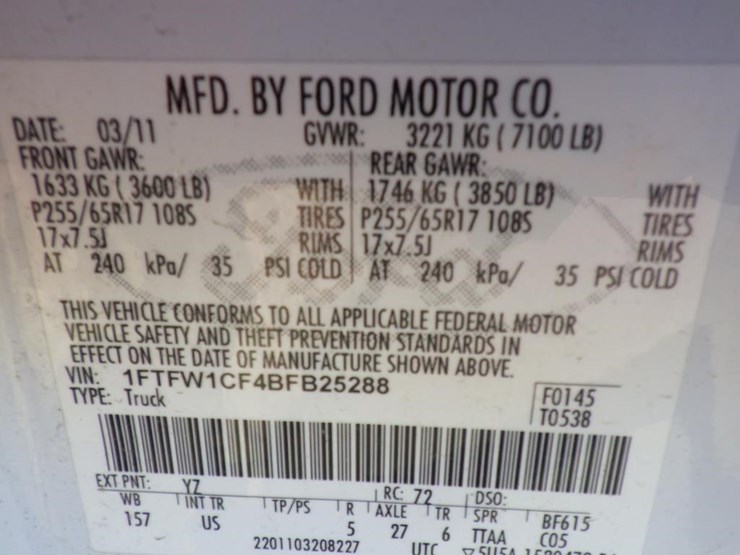 MFD. BY FORD MOTOR CO.
DATE: 03/11 GVWR: 3221 KG ( 7100 LB)
FRONT GAWR: REAR GAWR:
1633 KG ( 3600 LB) WITH 1746 KG ( 3850 LB) WITH
P255/65R17 108S TIRES P255/65R17 108S TIRES
17x7.5J RIMS 17x7.5J RIMS
AT 240 kPa/ 35 PSI COLD AT 240 kPa/ 35 PSI COLD
THIS VEHICLE CONFORMS TO ALL APPLICABLE FEDERAL MOTOR
VEHICLE SAFETY AND THEFT PREVENTION STANDARDS IN
EFFECT ON THE DATE OF MANUFACTURE SHOWN ABOVE.
VIN: 1FTFW1CF4BFB25288
TYPE: Truck
F0145
T0538
EXT PNT: YZ RC: 72 DSO:
WB INT TR TP/PS R AXLE TR SPR BF615
157 US 5 27 6 TTAA C05
2201103208227 UTC